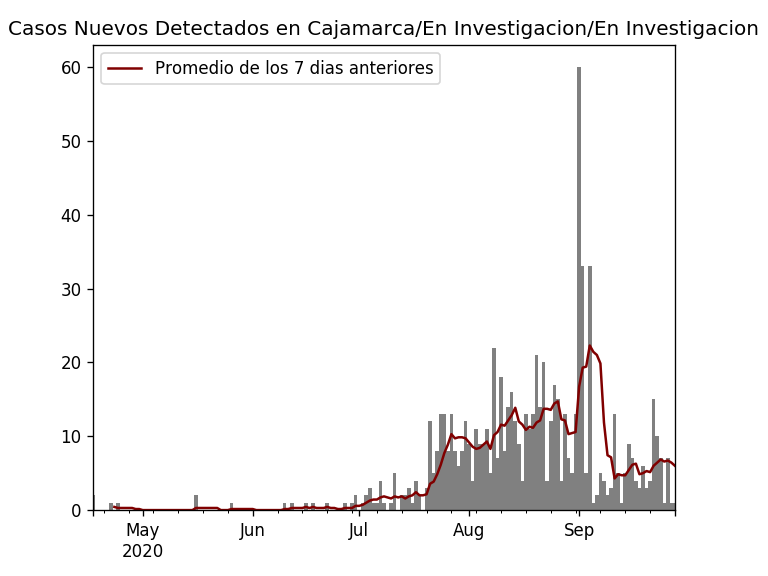 Casos Nuevos Detectados en Cajamarca/En Investigacion/En Investigacion
Promedio de los 7 dias anteriores
60
50
40
30
20
10
0
May Jun Jul Aug Sep
2020